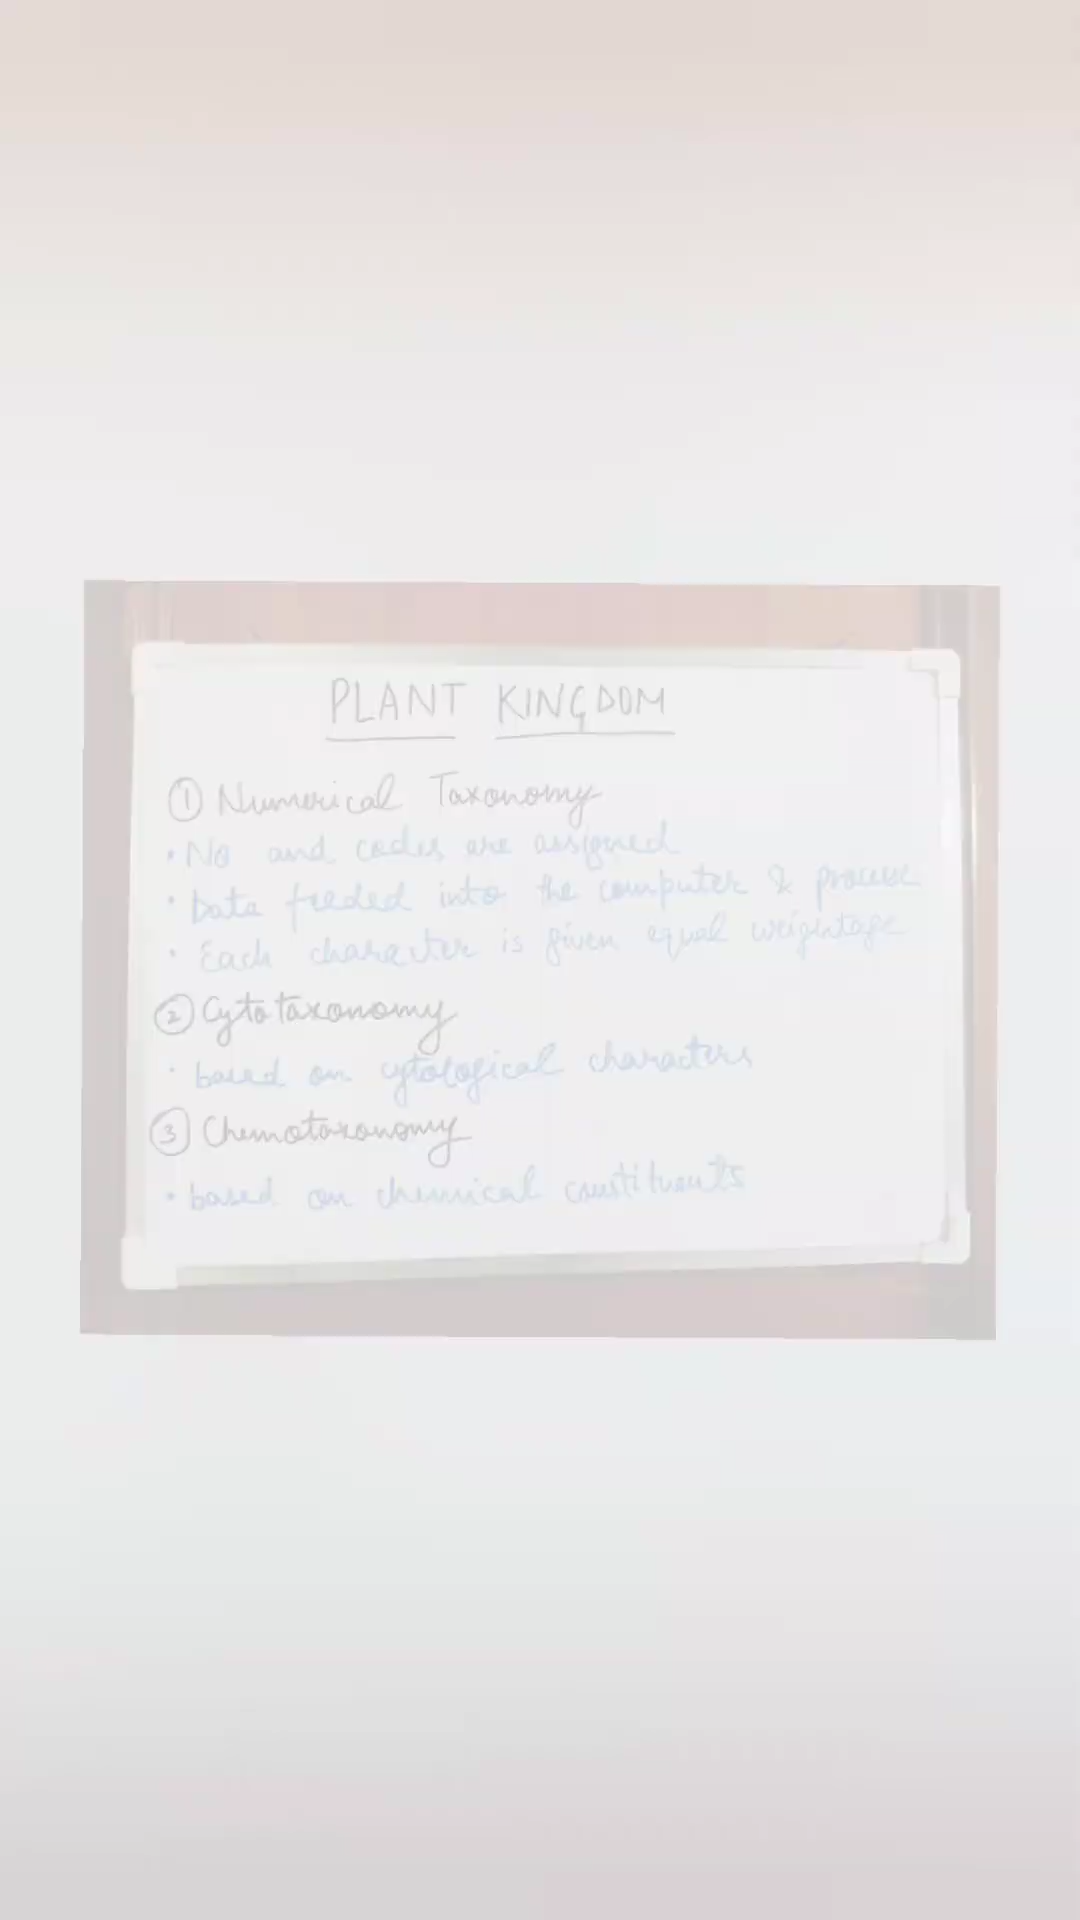 PLANT KINGDOM
① Numerical Taxonomy
• No and codes are assigned
• Data feeded into the computer & process
• Each character is given equal weightage
② Cytotaxonomy
• based on cytological characters
③ Chemotaxonomy
• based on chemical constituents